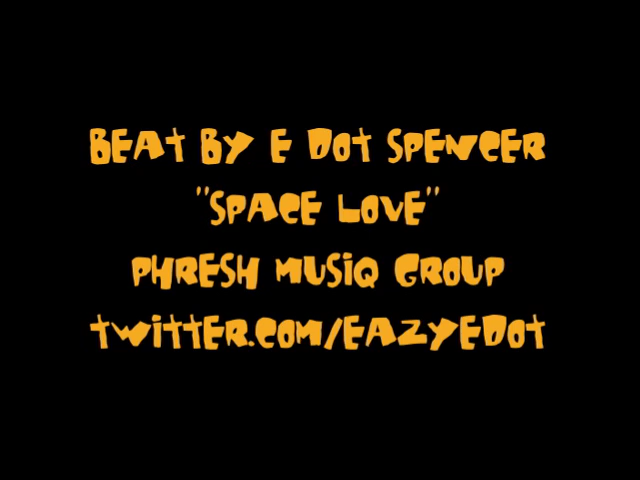 BEAT BY E DOT SPENCER
"SPACE LOVE"
PHRESH MUSIQ GROUP
TWITTER.COM/EAZYEDOT